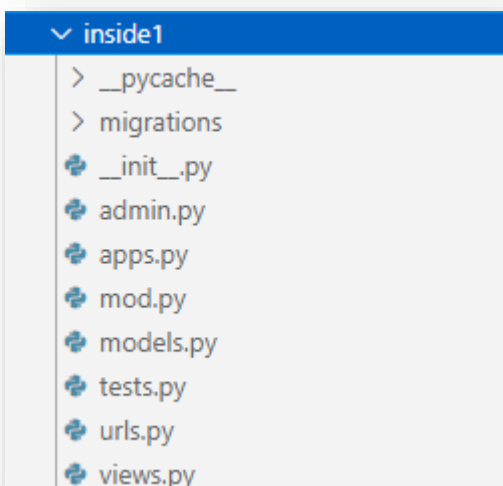 inside1
__pycache__
migrations
__init__.py
admin.py
apps.py
mod.py
models.py
tests.py
urls.py
views.py